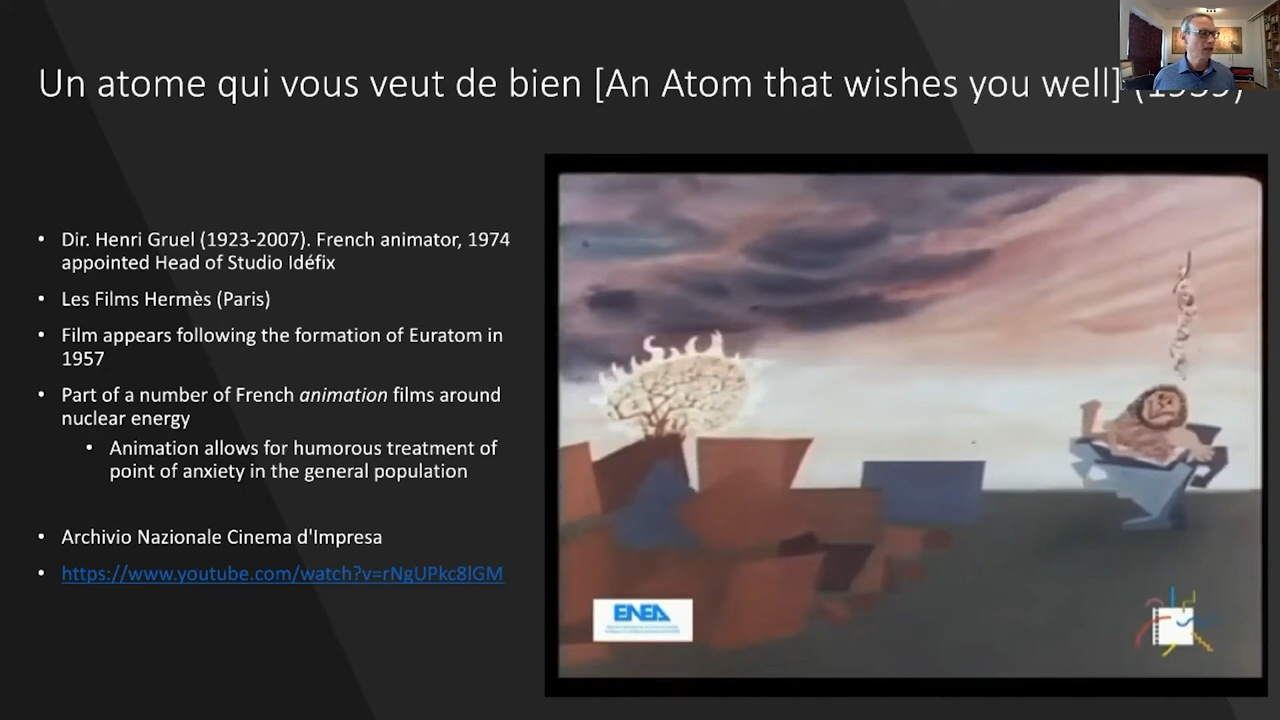 Un atome qui vous veut de bien [An Atom that wishes you well]
• Dir. Henri Gruel (1923-2007). French animator, 1974
appointed Head of Studio Idéfix
• Les Films Hermès (Paris)
• Film appears following the formation of Euratom in
1957
• Part of a number of French animation films around
nuclear energy
• Animation allows for humorous treatment of
point of anxiety in the general population
• Archivio Nazionale Cinema d'Impresa
• https://www.youtube.com/watch?v=rNgUPkc8lGM
ENEA